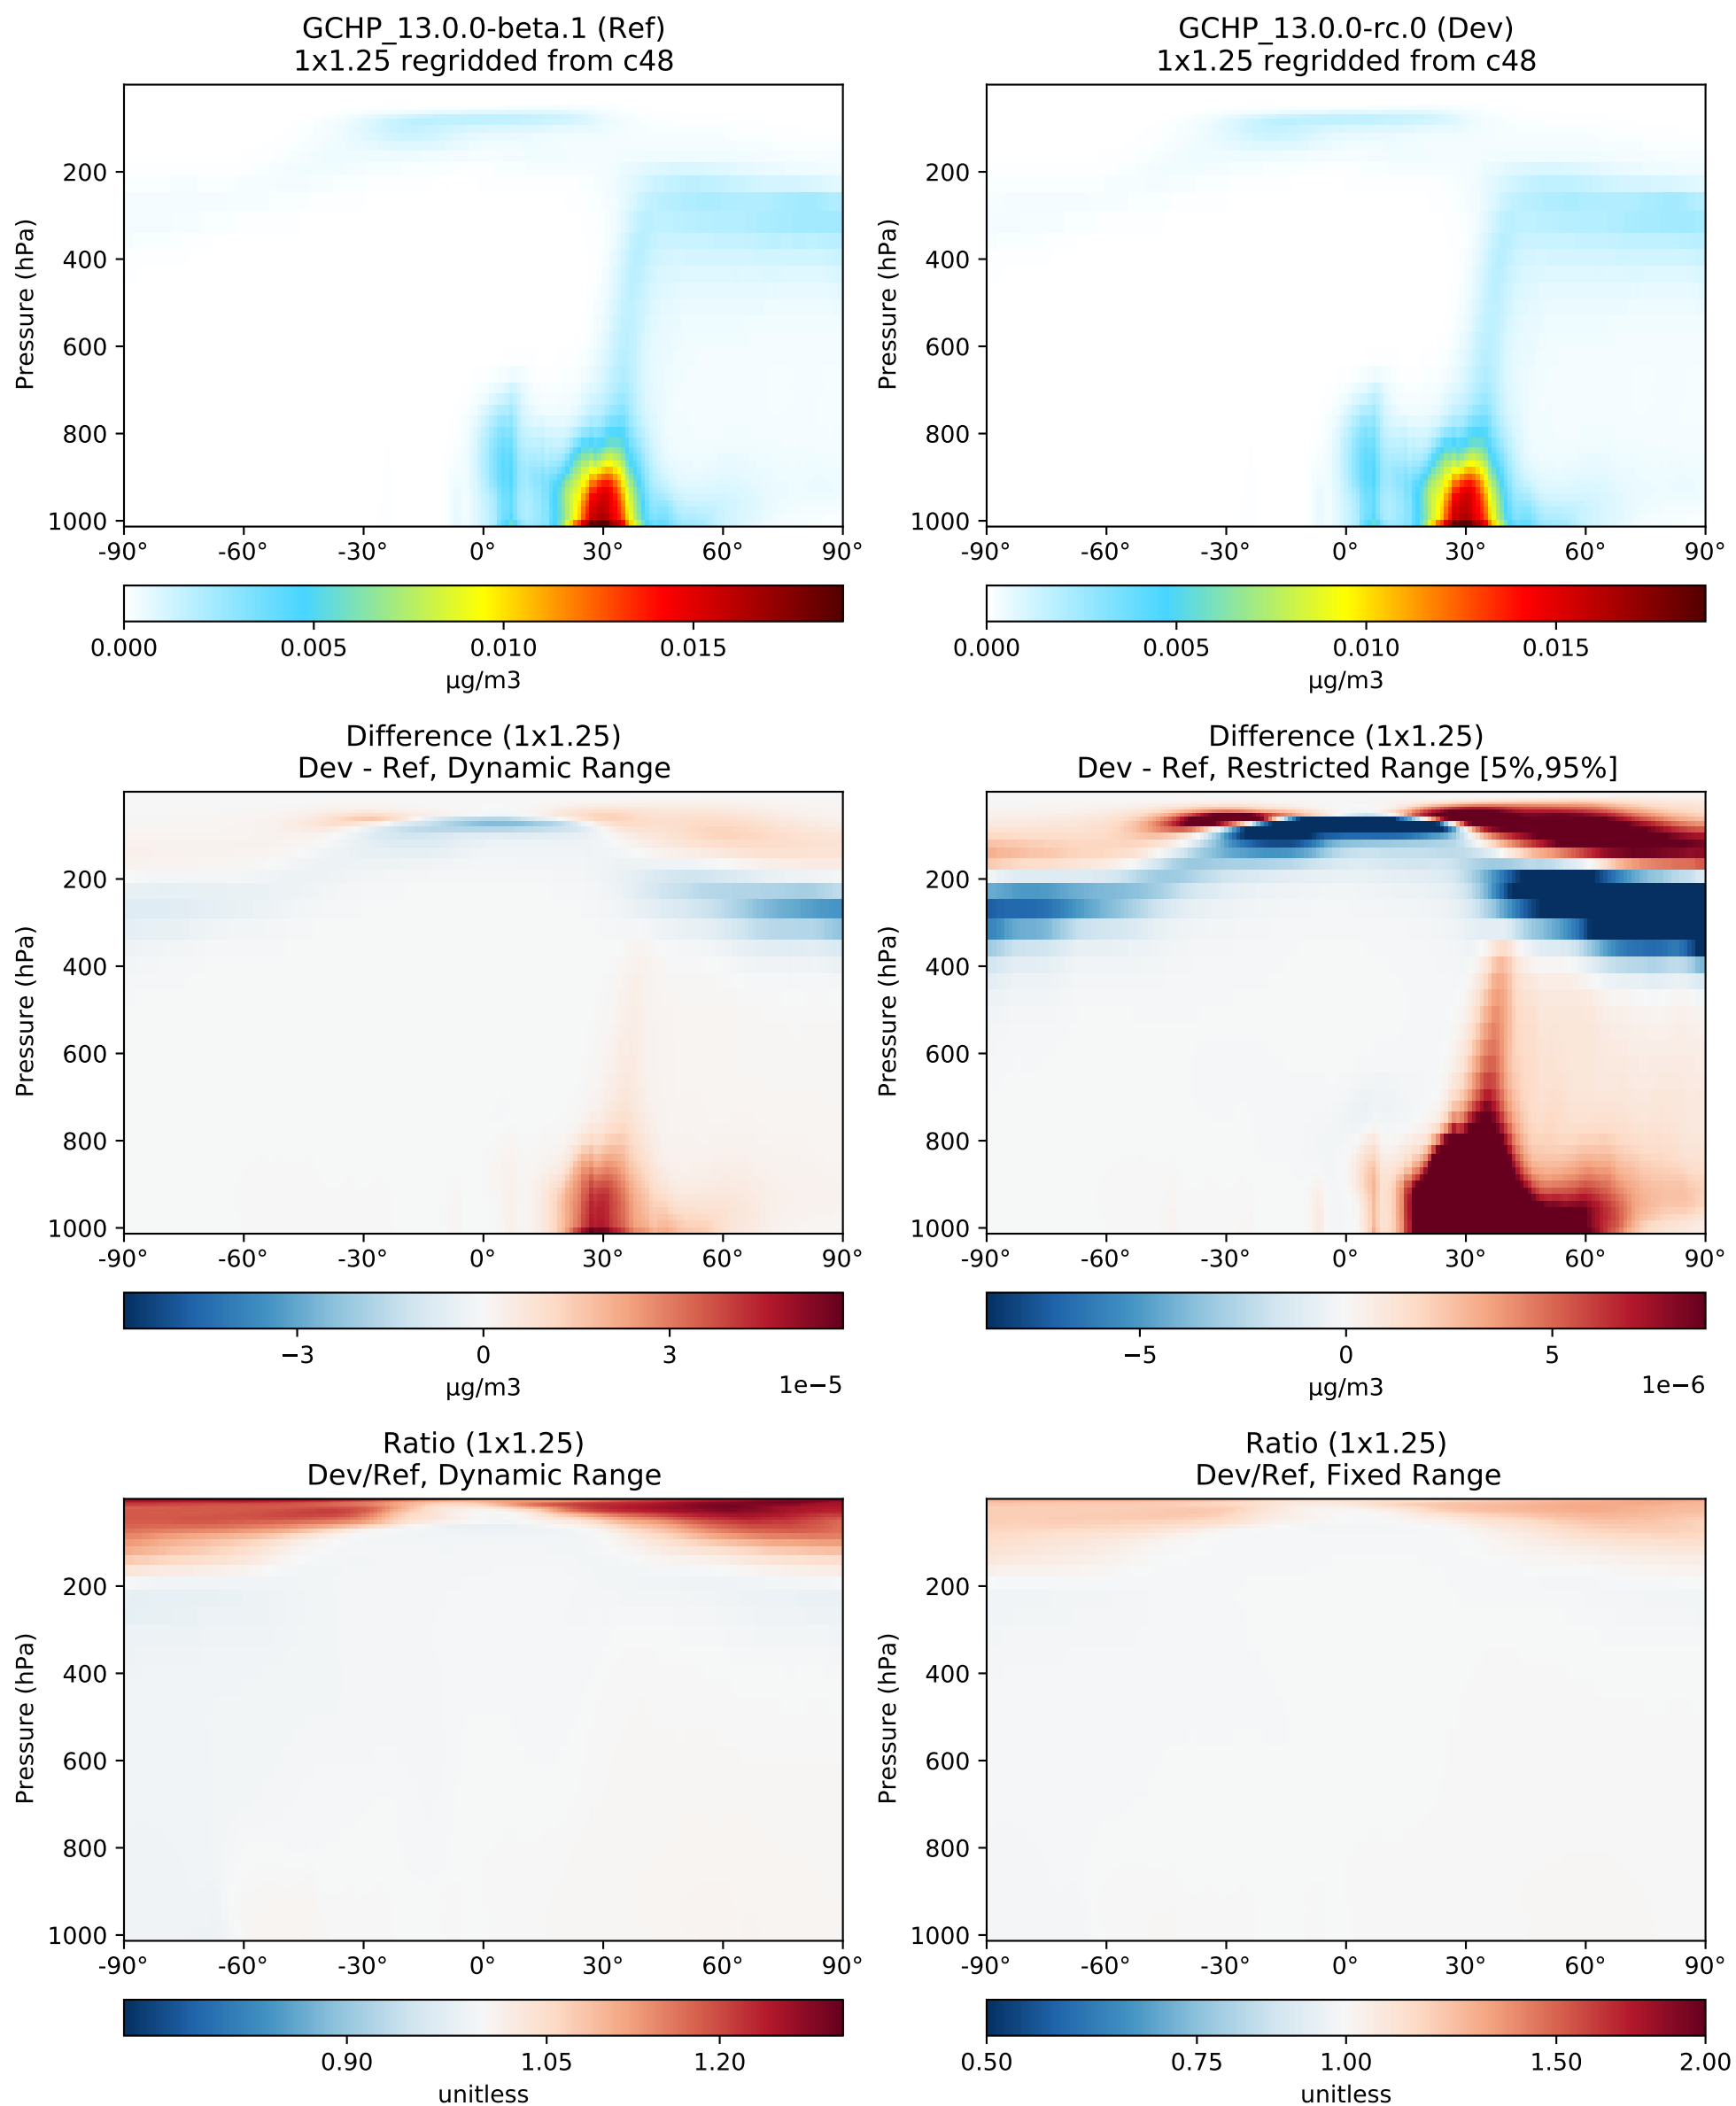 GCHP_13.0.0-beta.1 (Ref)
1x1.25 regridded from c48
Pressure (hPa)
200
400
600
800
1000
-90° -60° -30° 0° 30° 60° 90°
0.000 0.005 0.010 0.015
µg/m3
GCHP_13.0.0-rc.0 (Dev)
1x1.25 regridded from c48
Pressure (hPa)
200
400
600
800
1000
-90° -60° -30° 0° 30° 60° 90°
0.000 0.005 0.010 0.015
µg/m3
Difference (1x1.25)
Dev - Ref, Dynamic Range
Pressure (hPa)
200
400
600
800
1000
-90° -60° -30° 0° 30° 60° 90°
−3 0 3
µg/m3 1e−5
Difference (1x1.25)
Dev - Ref, Restricted Range [5%,95%]
Pressure (hPa)
200
400
600
800
1000
-90° -60° -30° 0° 30° 60° 90°
−5 0 5
µg/m3 1e−6
Ratio (1x1.25)
Dev/Ref, Dynamic Range
Pressure (hPa)
200
400
600
800
1000
-90° -60° -30° 0° 30° 60° 90°
0.90 1.05 1.20
unitless
Ratio (1x1.25)
Dev/Ref, Fixed Range
Pressure (hPa)
200
400
600
800
1000
-90° -60° -30° 0° 30° 60° 90°
0.50 0.75 1.00 1.50 2.00
unitless